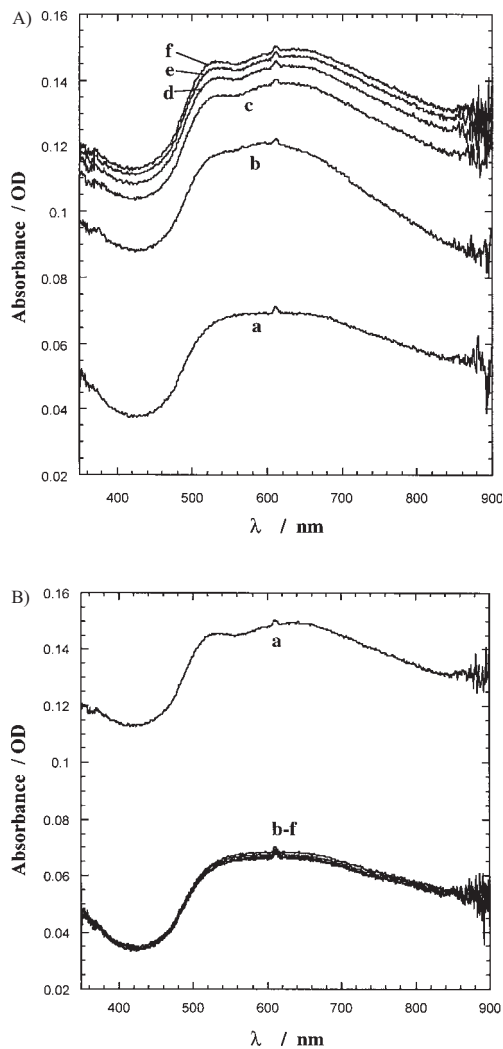 A)
0.16
0.14
0.12
0.1
0.08
0.06
0.04
0.02
f
e
d
c
b
a
Absorbance / OD
400 500 600 700 800 900
λ / nm
B)
0.16
0.14
0.12
0.1
0.08
0.06
0.04
0.02
a
b-f
Absorbance / OD
400 500 600 700 800 900
λ / nm